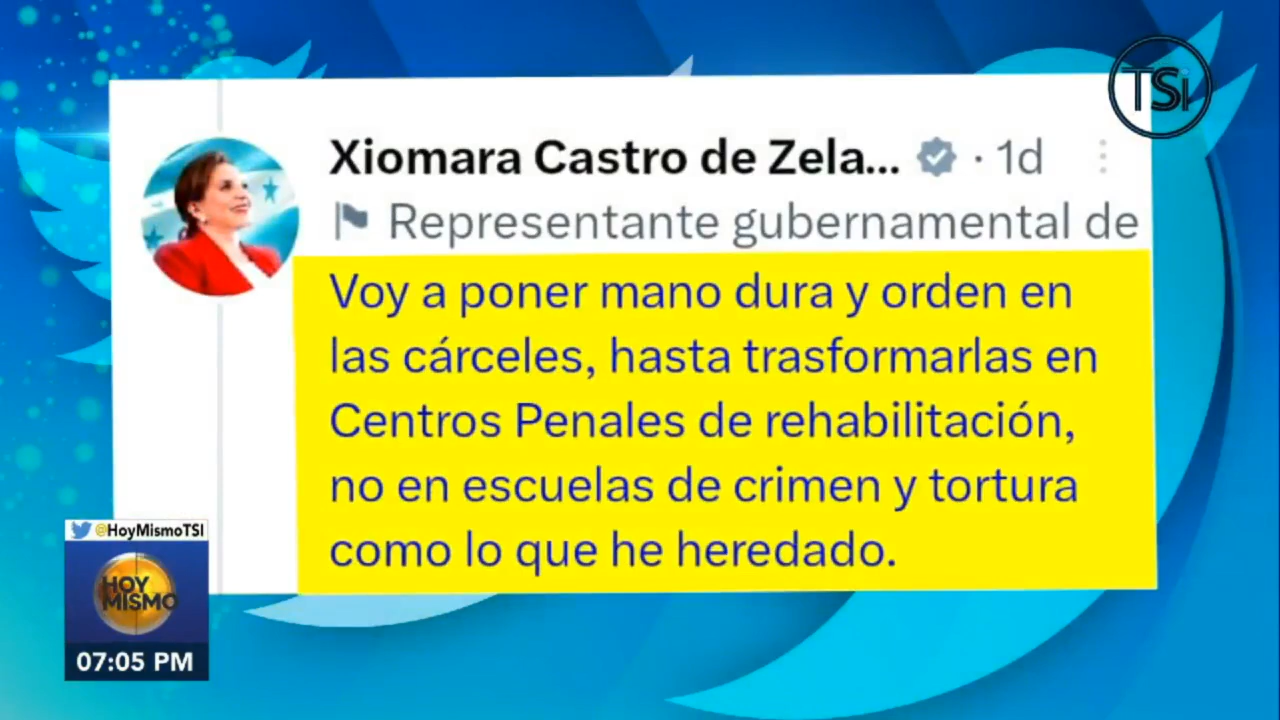 TSi
Xiomara Castro de Zela... · 1d
Representante gubernamental de
Voy a poner mano dura y orden en
las cárceles, hasta trasformarlas en
Centros Penales de rehabilitación,
no en escuelas de crimen y tortura
como lo que he heredado.
@HoyMismoTSI
HOY
MISMO
07:05 PM